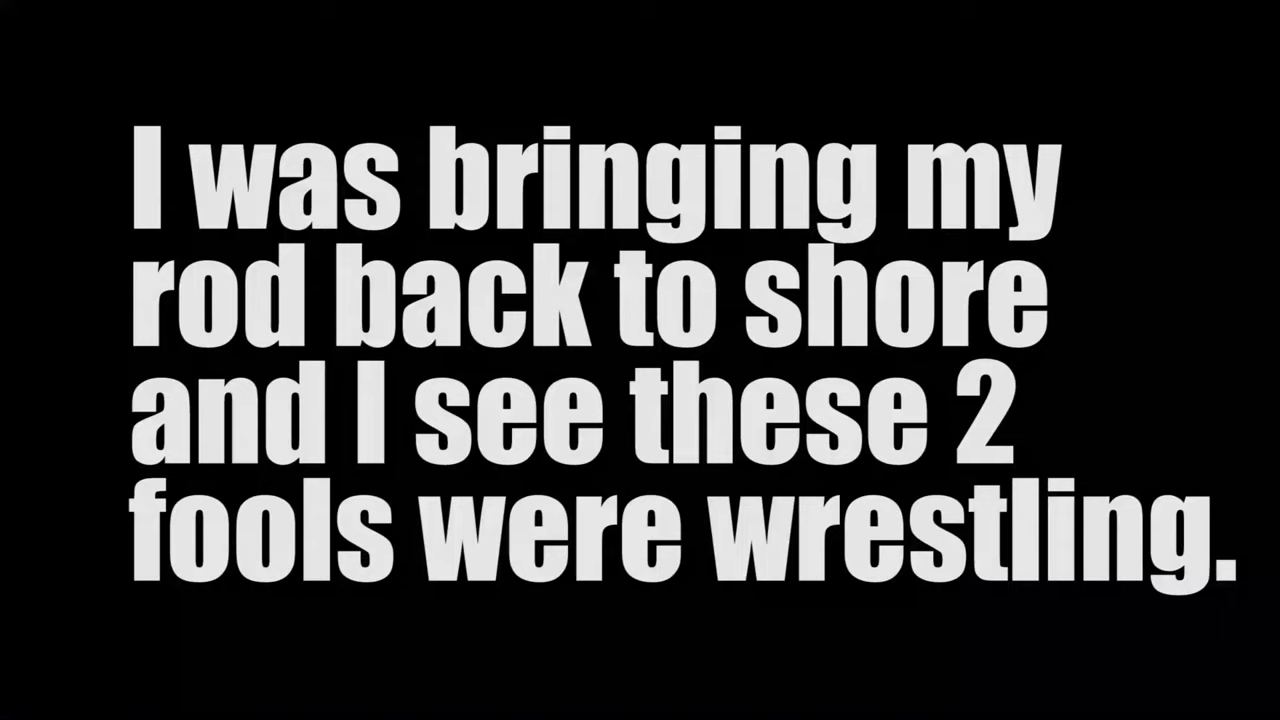 I was bringing my
rod back to shore
and I see these 2
fools were wrestling.